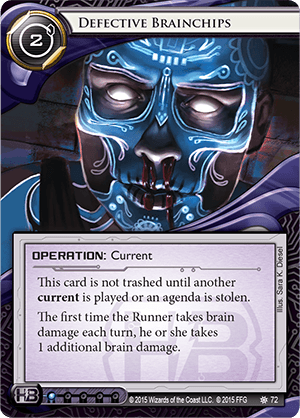 DEFECTIVE BRAINCHIPS
2
OPERATION: Current
This card is not trashed until another
current is played or an agenda is stolen.
The first time the Runner takes brain
damage each turn, he or she takes
1 additional brain damage.
Illus. Sara K. Diesel
HB
© 2015 Wizards of the Coast LLC. © 2015 FFG
72